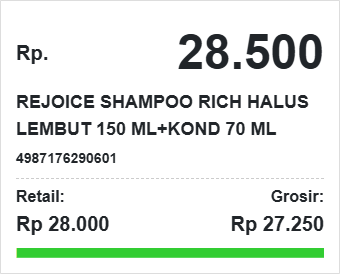 Rp. 28.500
REJOICE SHAMPOO RICH HALUS
LEMBUT 150 ML+KOND 70 ML
4987176290601
Retail: Grosir:
Rp 28.000 Rp 27.250